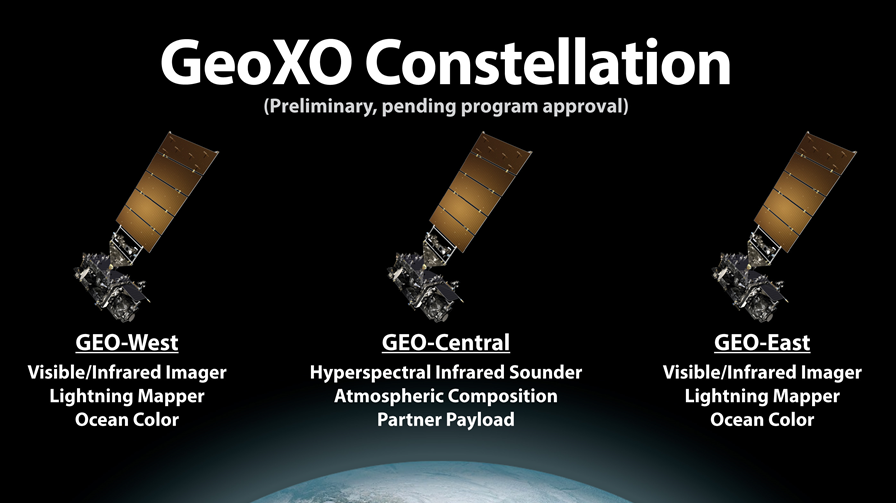 GeoXO Constellation
(Preliminary, pending program approval)
GEO-West
Visible/Infrared Imager
Lightning Mapper
Ocean Color
GEO-Central
Hyperspectral Infrared Sounder
Atmospheric Composition
Partner Payload
GEO-East
Visible/Infrared Imager
Lightning Mapper
Ocean Color